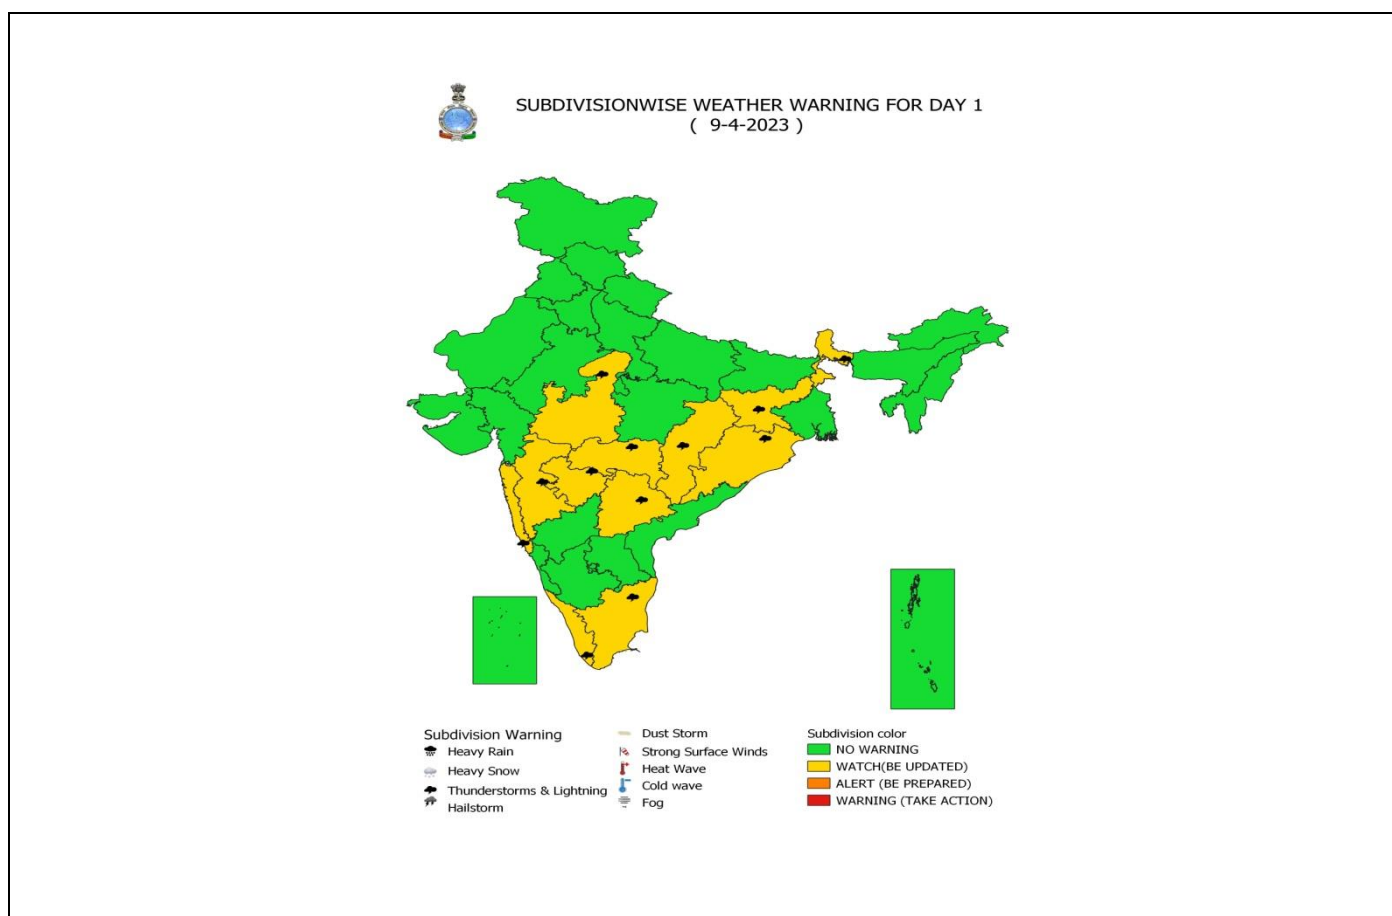 SUBDIVISIONWISE WEATHER WARNING FOR DAY 1
( 9-4-2023 )
Subdivision Warning
Heavy Rain
Heavy Snow
Thunderstorms & Lightning
Hailstorm
Dust Storm
Strong Surface Winds
Heat Wave
Cold wave
Fog
Subdivision color
NO WARNING
WATCH(BE UPDATED)
ALERT (BE PREPARED)
WARNING (TAKE ACTION)